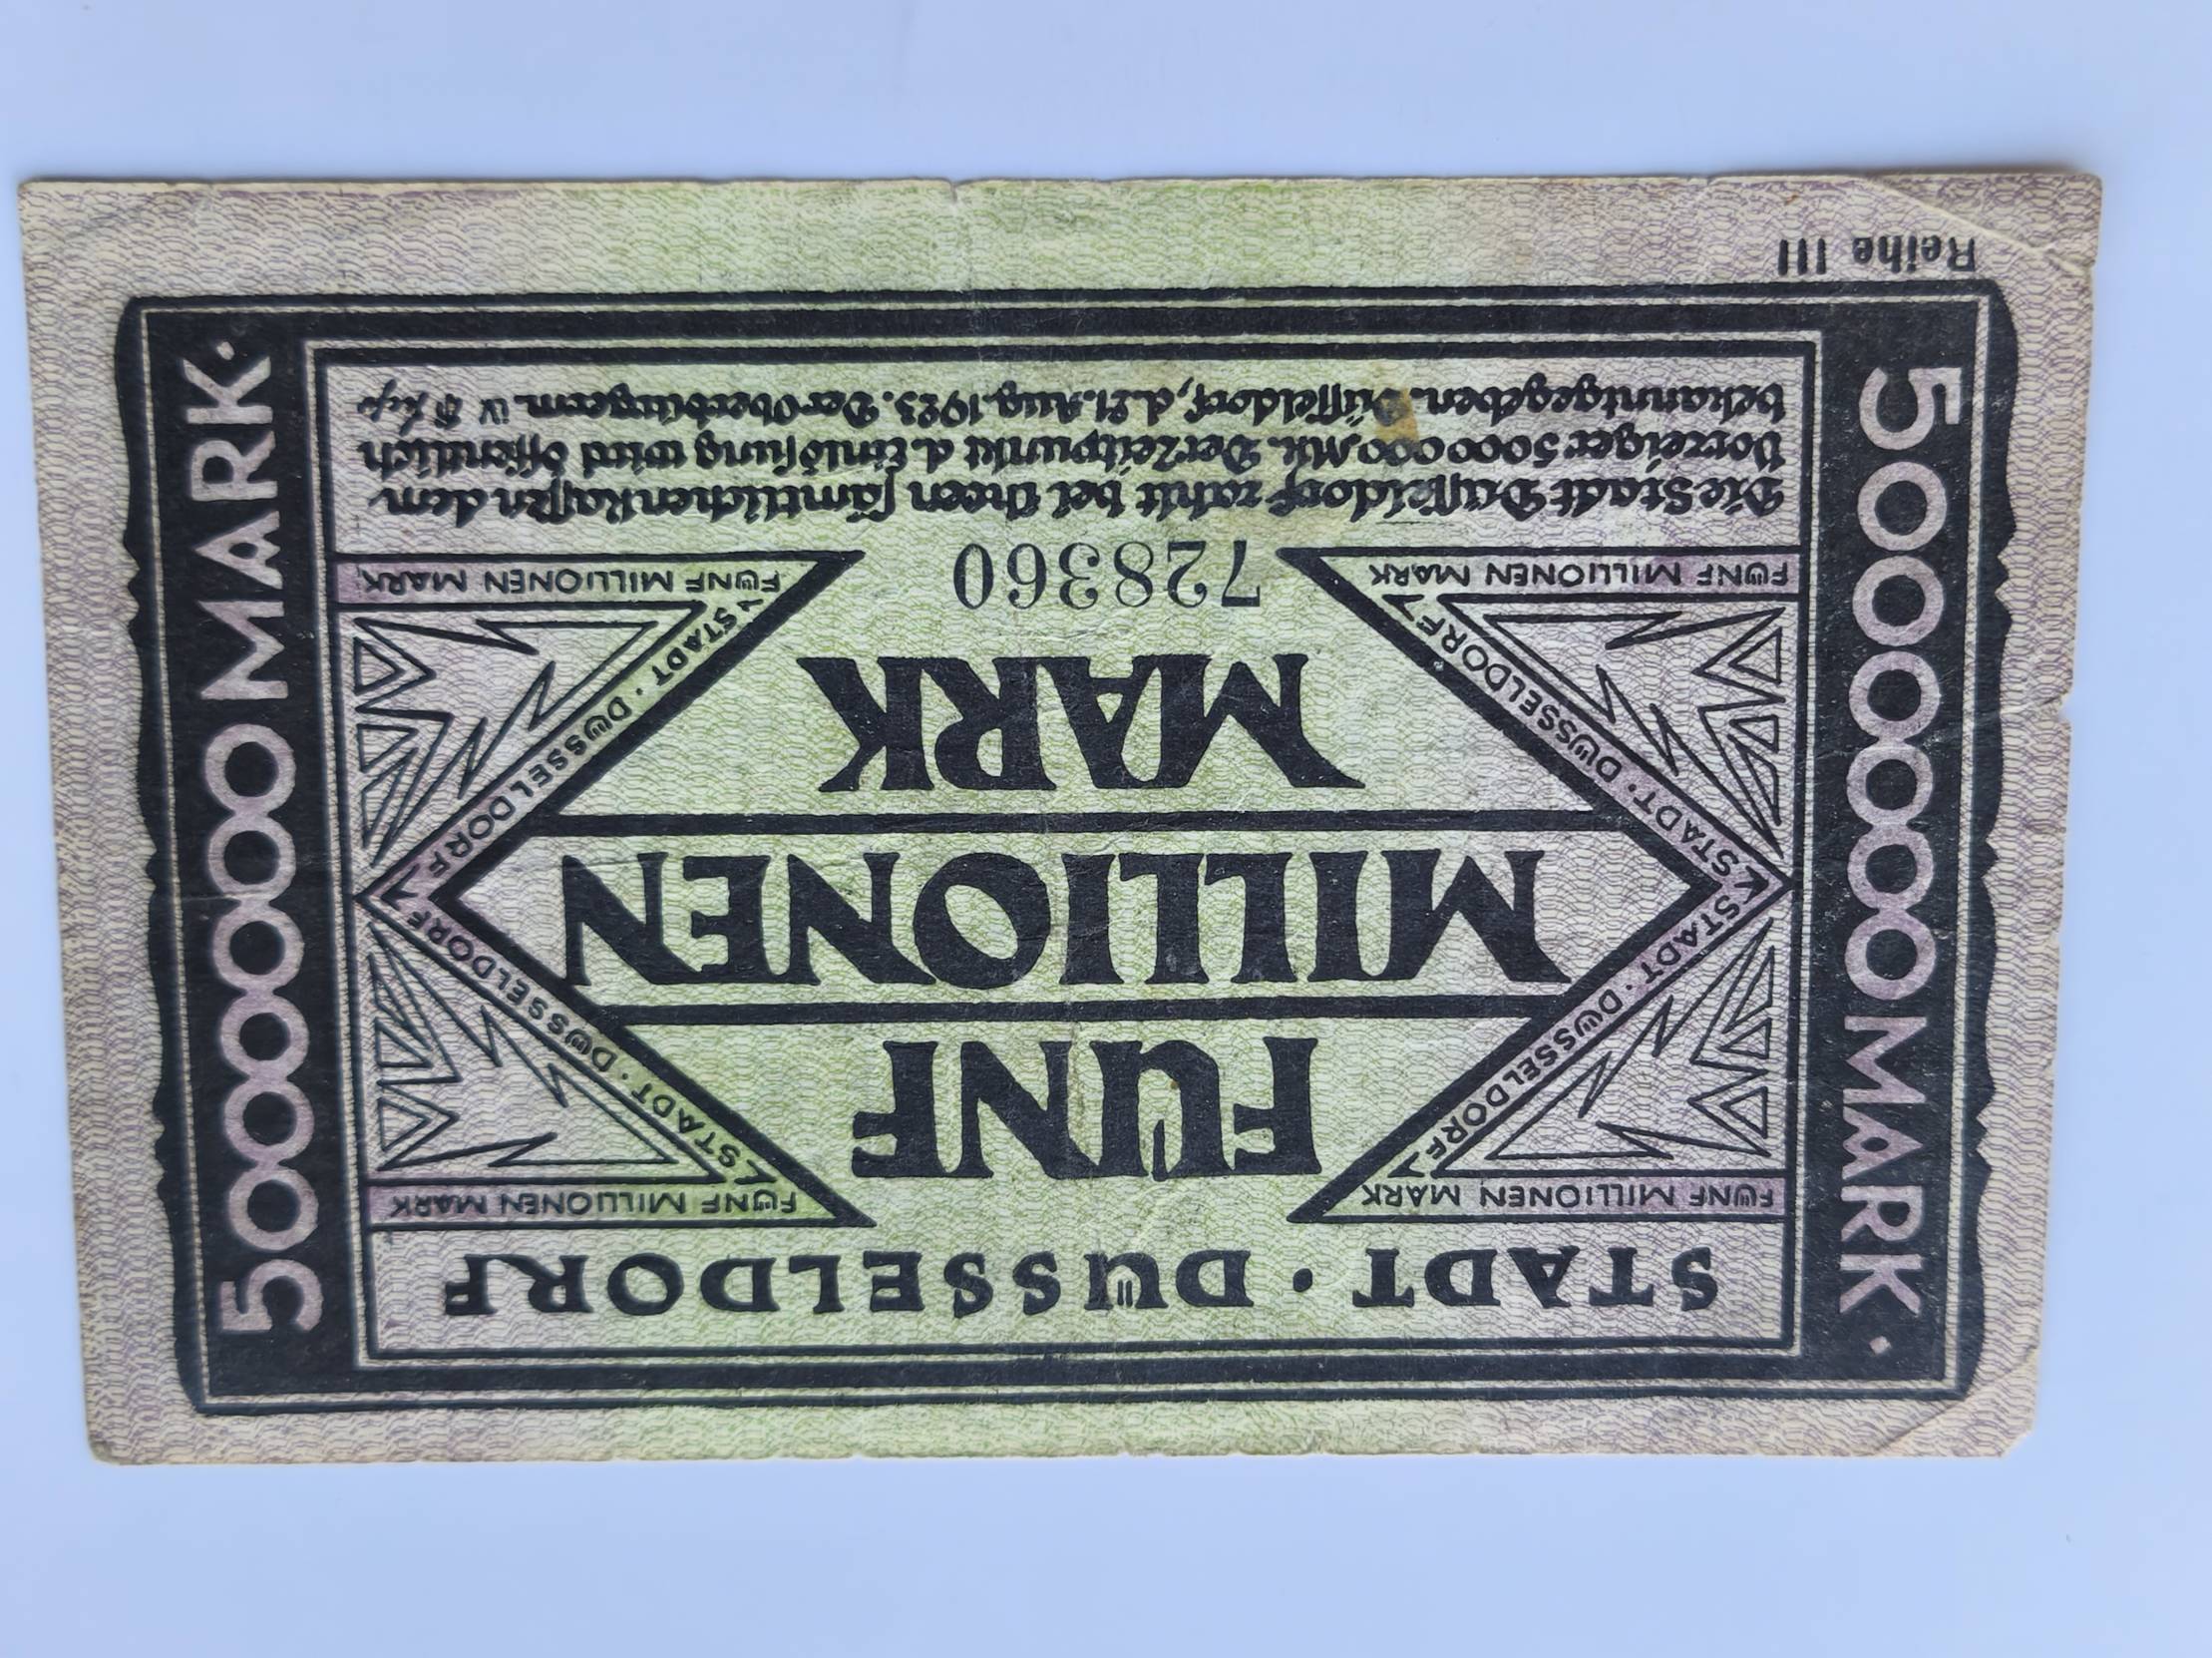 STADT · DÜSSELDORF
FÜNF MILLIONEN MARK
FÜNF MILLIONEN MARK
STADT · DÜSSELDORF
STADT · DÜSSELDORF
FÜNF
MILLIONEN
MARK
STADT · DÜSSELDORF
STADT · DÜSSELDORF
FÜNF MILLIONEN MARK
728360
FÜNF MILLIONEN MARK
Die Stadt Düsseldorf zahlt bei ihren sämtlichen Kassen dem
Vorzeiger 5000000 Mk. Der Zeitpunkt d. Einlösung wird öffentlich
bekanntgegeben. Düsseldorf, d. 21. Aug. 1923. Der Oberbürgerm.
5000000 MARK ·
5000000 MARK ·
Reihe III